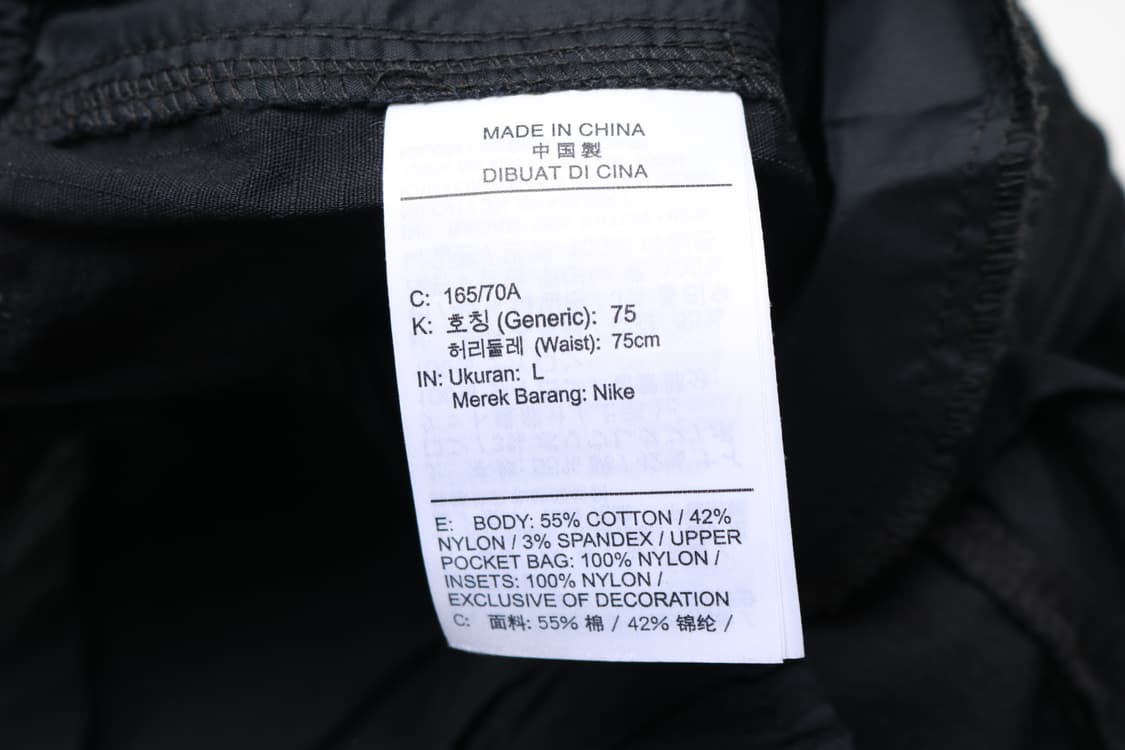 MADE IN CHINA
中国製
DIBUAT DI CINA
C: 165/70A
K: 호칭 (Generic): 75
허리둘레 (Waist): 75cm
IN: Ukuran: L
Merek Barang: Nike
E: BODY: 55% COTTON / 42%
NYLON / 3% SPANDEX / UPPER
POCKET BAG: 100% NYLON /
INSETS: 100% NYLON /
EXCLUSIVE OF DECORATION
C: 面料: 55% 棉 / 42% 锦纶 /